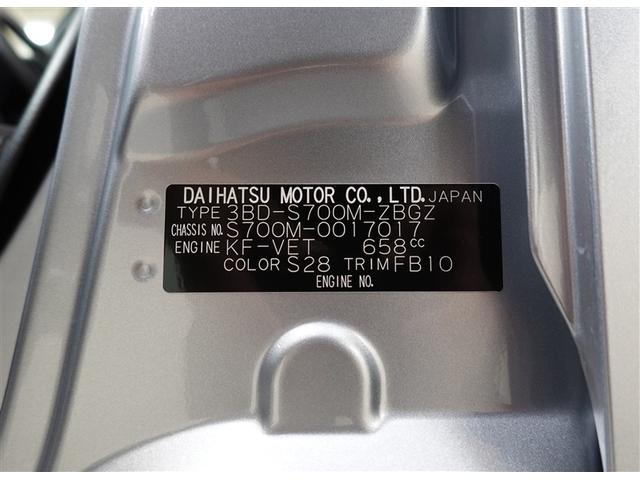 DAIHATSU MOTOR CO., LTD. JAPAN
TYPE 3BD-S700M-ZBGZ
CHASSIS NO. S700M-0017017
ENGINE KF-VET 658cc
COLOR S28 TRIM FB10
ENGINE NO.